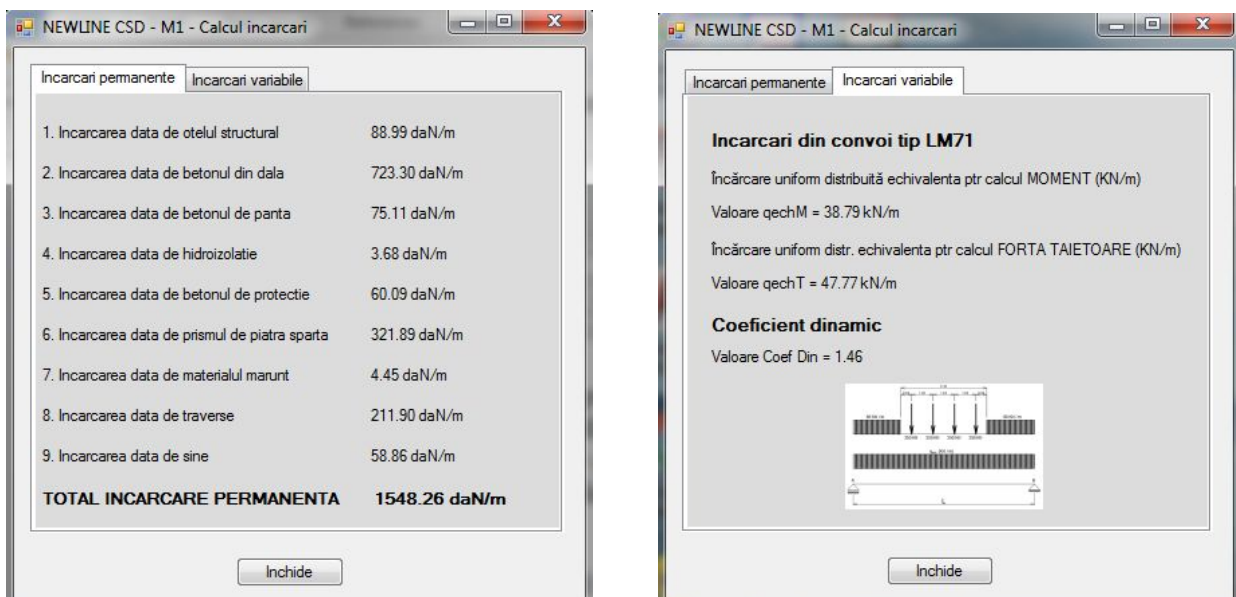 NEWLINE CSD - M1 - Calcul incarcari
Incarcari permanente
Incarcari variabile
1. Incarcarea data de otelul structural 88.99 daN/m
2. Incarcarea data de betonul din dala 723.30 daN/m
3. Incarcarea data de betonul de panta 75.11 daN/m
4. Incarcarea data de hidroizolatie 3.68 daN/m
5. Incarcarea data de betonul de protectie 60.09 daN/m
6. Incarcarea data de prismul de piatra sparta 321.89 daN/m
7. Incarcarea data de materialul marunt 4.45 daN/m
8. Incarcarea data de traverse 211.90 daN/m
9. Incarcarea data de sine 58.86 daN/m
TOTAL INCARCARE PERMANENTA 1548.26 daN/m
Inchide
NEWLINE CSD - M1 - Calcul incarcari
Incarcari permanente
Incarcari variabile
Incarcari din convoi tip LM71
Încărcare uniform distribuită echivalenta ptr calcul MOMENT (KN/m)
Valoare qechM = 38.79 kN/m
Încărcare uniform distr. echivalenta ptr calcul FORTA TAIETOARE (KN/m)
Valoare qechT = 47.77 kN/m
Coeficient dinamic
Valoare Coef Din = 1.46
L
Inchide